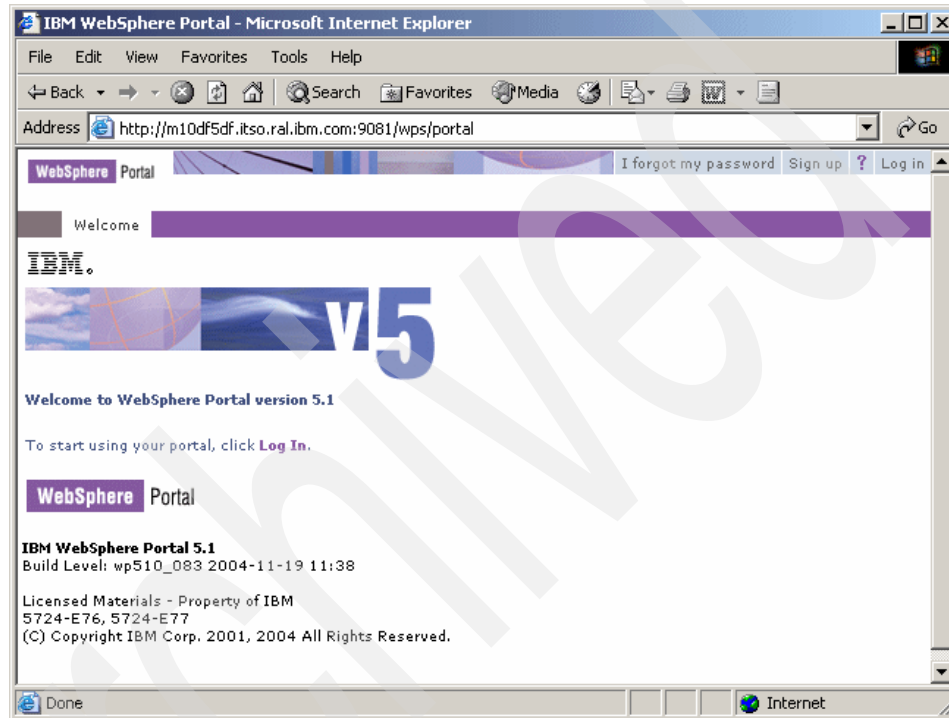 IBM WebSphere Portal - Microsoft Internet Explorer
File Edit View Favorites Tools Help
Back Search Favorites Media
Address http://m10df5df.itso.ral.ibm.com:9081/wps/portal Go
WebSphere Portal I forgot my password Sign up ? Log in
Welcome
IBM.
v5
Welcome to WebSphere Portal version 5.1
To start using your portal, click Log In.
WebSphere Portal
IBM WebSphere Portal 5.1
Build Level: wp510_083 2004-11-19 11:38
Licensed Materials - Property of IBM
5724-E76, 5724-E77
(C) Copyright IBM Corp. 2001, 2004 All Rights Reserved.
Done Internet